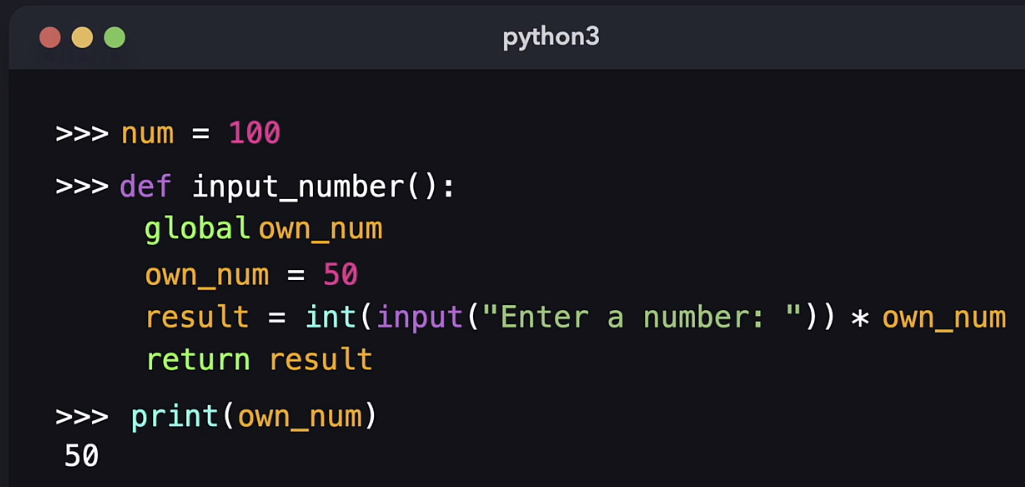 python3
>>> num = 100
>>> def input_number():
global own_num
own_num = 50
result = int(input("Enter a number: ")) * own_num
return result
>>> print(own_num)
50